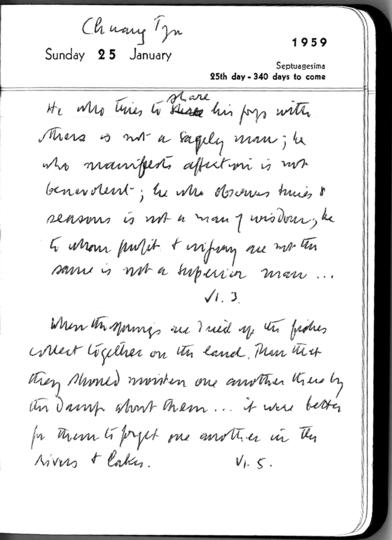 Chuang Tzu
1959
Sunday 25 January
Septuagesima
25th day - 340 days to come
share
He who tries to his joys with
others is not a sagely man; he
who manifests affection is not
benevolent; he who observes times &
seasons is not a man of wisdom; he
to whom profit & injury are not the
same is not a superior man ...
VI. 3.
When the springs are dried up the fishes
collect together on the land. Than that
they should moisten one another there by
the damp about them ... it were better
for them to forget one another in the
rivers & lakes. VI. 5.